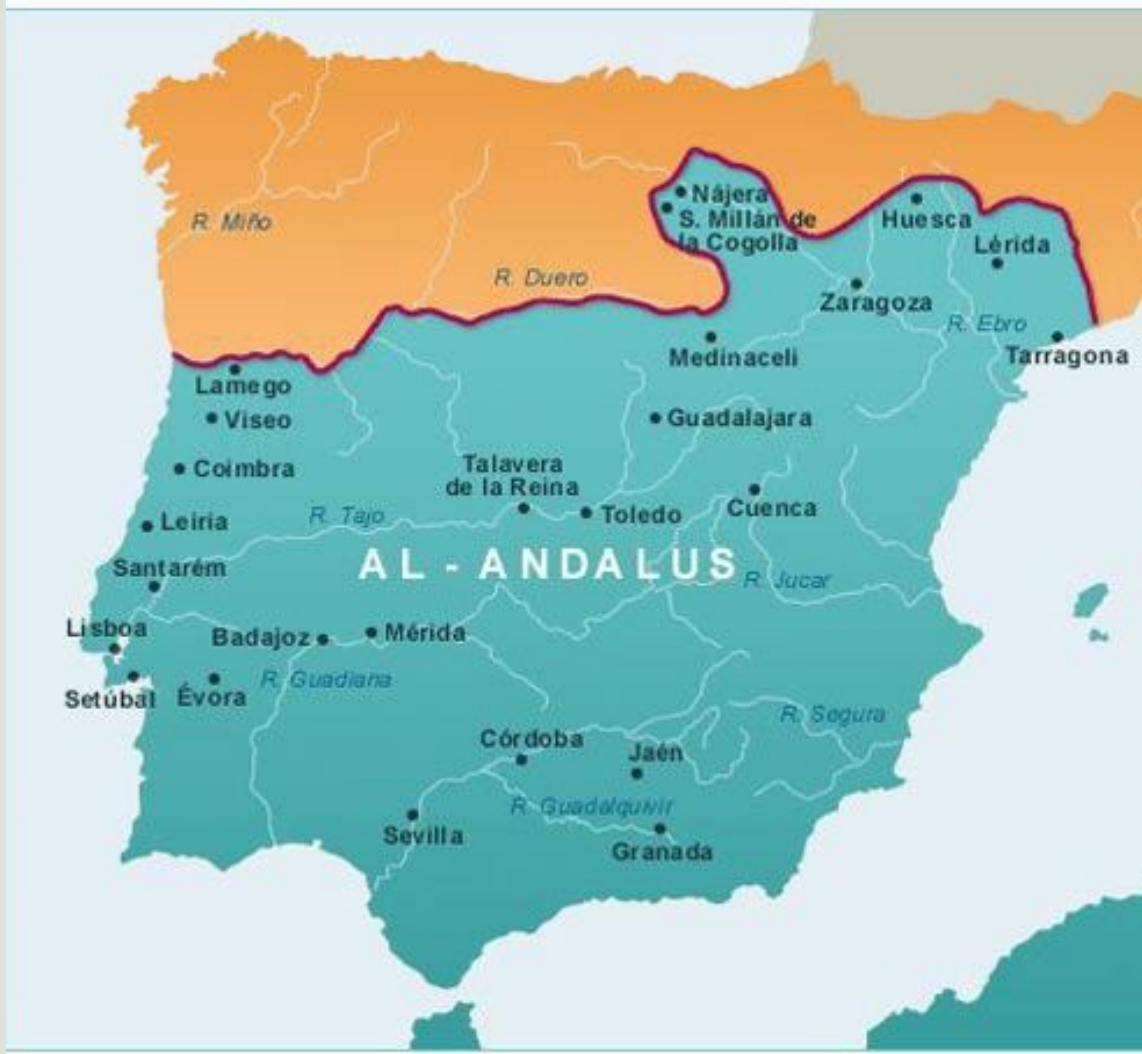 Nájera
R. Miño
S. Millán de
la Cogolla
Huesca
Lérida
R. Duero
Zaragoza
R. Ebro
Medinaceli
Tarragona
Lamego
Viseo
Guadalajara
Coimbra
Talavera
de la Reina
Cuenca
Leiria
R. Tajo
Toledo
Santarém
AL - ANDALUS
R. Jucar
Lisboa
Badajoz
Mérida
Setúbal
Évora
R. Guadiana
R. Segura
Córdoba
Jaén
R. Guadalquivir
Sevilla
Granada